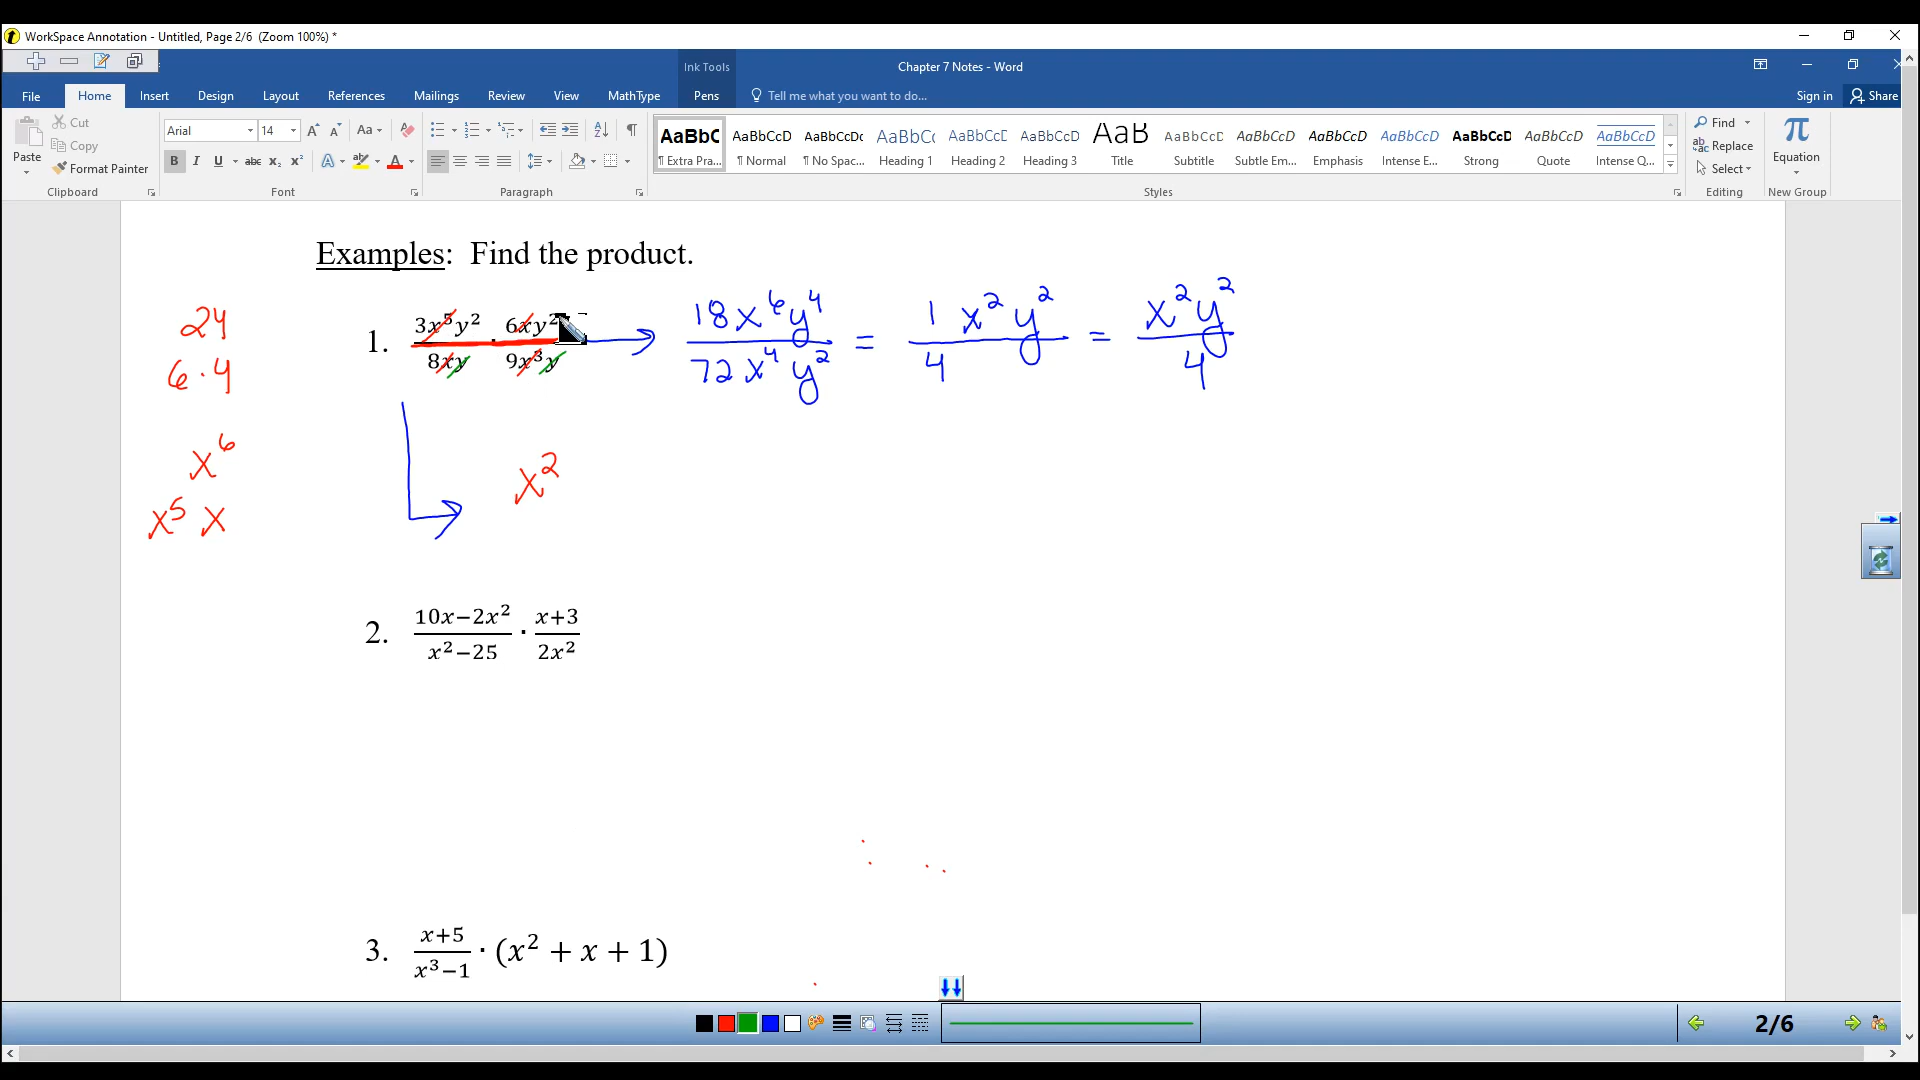 WorkSpace Annotation - Untitled, Page 2/6 (Zoom 100%) *
Ink Tools
Chapter 7 Notes - Word
File Home Insert Design Layout References Mailings Review View MathType Pens Tell me what you want to do... Sign in Share
Paste
Cut
Copy
Format Painter
Clipboard
Arial 14
Font
Paragraph
AaBbC AaBbCcD AaBbCcDc AaBbCc AaBbCcD AaBbCcD AaB AaBbCcD AaBbCcD AaBbCcD AaBbCcD AaBbCcD AaBbCcD AaBbCcD
¶ Extra Pra... ¶ Normal ¶ No Spac... Heading 1 Heading 2 Heading 3 Title Subtitle Subtle Em... Emphasis Intense E... Strong Quote Intense Q...
Styles
Find
Replace
Select
Editing
π
Equation
New Group
Examples: Find the product.
24
6 · 4
x⁶
x⁵ x
1. 3x⁵y²/8xy · 6xy²/9x³y → 18x⁶y⁴/72x⁴y² = 1x²y²/4 = x²y²/4
x²
2. 10x−2x²/x²−25 · x+3/2x²
3. x+5/x³−1 · (x² + x + 1)
2/6